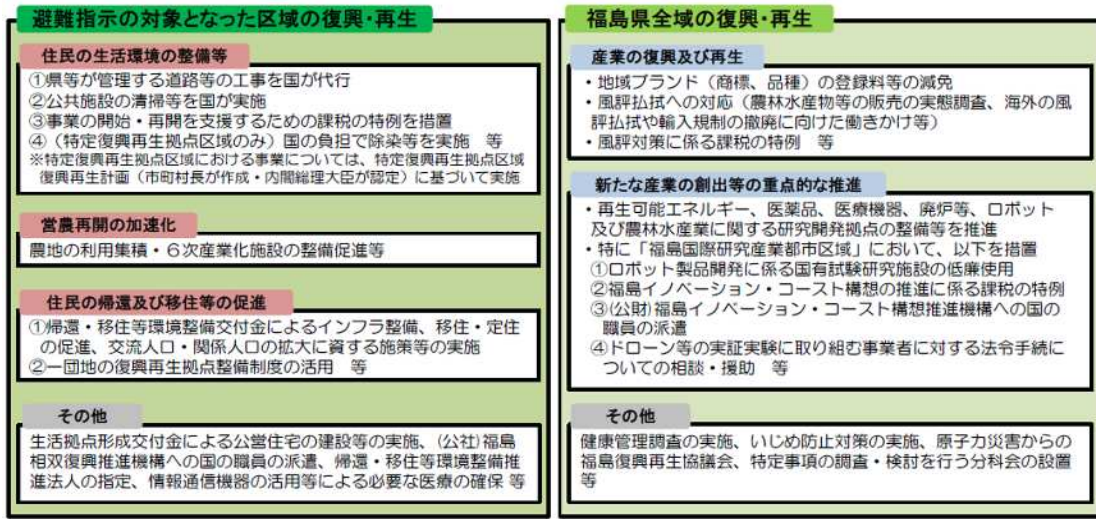 避難指示の対象となった区域の復興・再生
住民の生活環境の整備等
①県等が管理する道路等の工事を国が代行
②公共施設の清掃等を国が実施
③事業の開始・再開を支援するための課税の特例を措置
④（特定復興再生拠点区域のみ）国の負担で除染等を実施　等
※特定復興再生拠点区域における事業については、特定復興再生拠点区域
復興再生計画（市町村長が作成・内閣総理大臣が認定）に基づいて実施
営農再開の加速化
農地の利用集積・６次産業化施設の整備促進等
住民の帰還及び移住等の促進
①帰還・移住等環境整備交付金によるインフラ整備、移住・定住
の促進、交流人口・関係人口の拡大に資する施策等の実施
②一団地の復興再生拠点整備制度の活用　等
その他
生活拠点形成交付金による公営住宅の建設等の実施、(公社)福島
相双復興推進機構への国の職員の派遣、帰還・移住等環境整備推
進法人の指定、情報通信機器の活用等による必要な医療の確保 等
福島県全域の復興・再生
産業の復興及び再生
・地域ブランド（商標、品種）の登録料等の減免
・風評払拭への対応（農林水産物等の販売の実態調査、海外の風
評払拭や輸入規制の撤廃に向けた働きかけ等）
・風評対策に係る課税の特例　等
新たな産業の創出等の重点的な推進
・再生可能エネルギー、医薬品、医療機器、廃炉等、ロボット
及び農林水産業に関する研究開発拠点の整備等を推進
・特に「福島国際研究産業都市区域」において、以下を措置
①ロボット製品開発に係る国有試験研究施設の低廉使用
②福島イノベーション・コースト構想の推進に係る課税の特例
③(公財)福島イノベーション・コースト構想推進機構への国の
職員の派遣
④ドローン等の実証実験に取り組む事業者に対する法令手続に
ついての相談・援助　等
その他
健康管理調査の実施、いじめ防止対策の実施、原子力災害からの
福島復興再生協議会、特定事項の調査・検討を行う分科会の設置
等